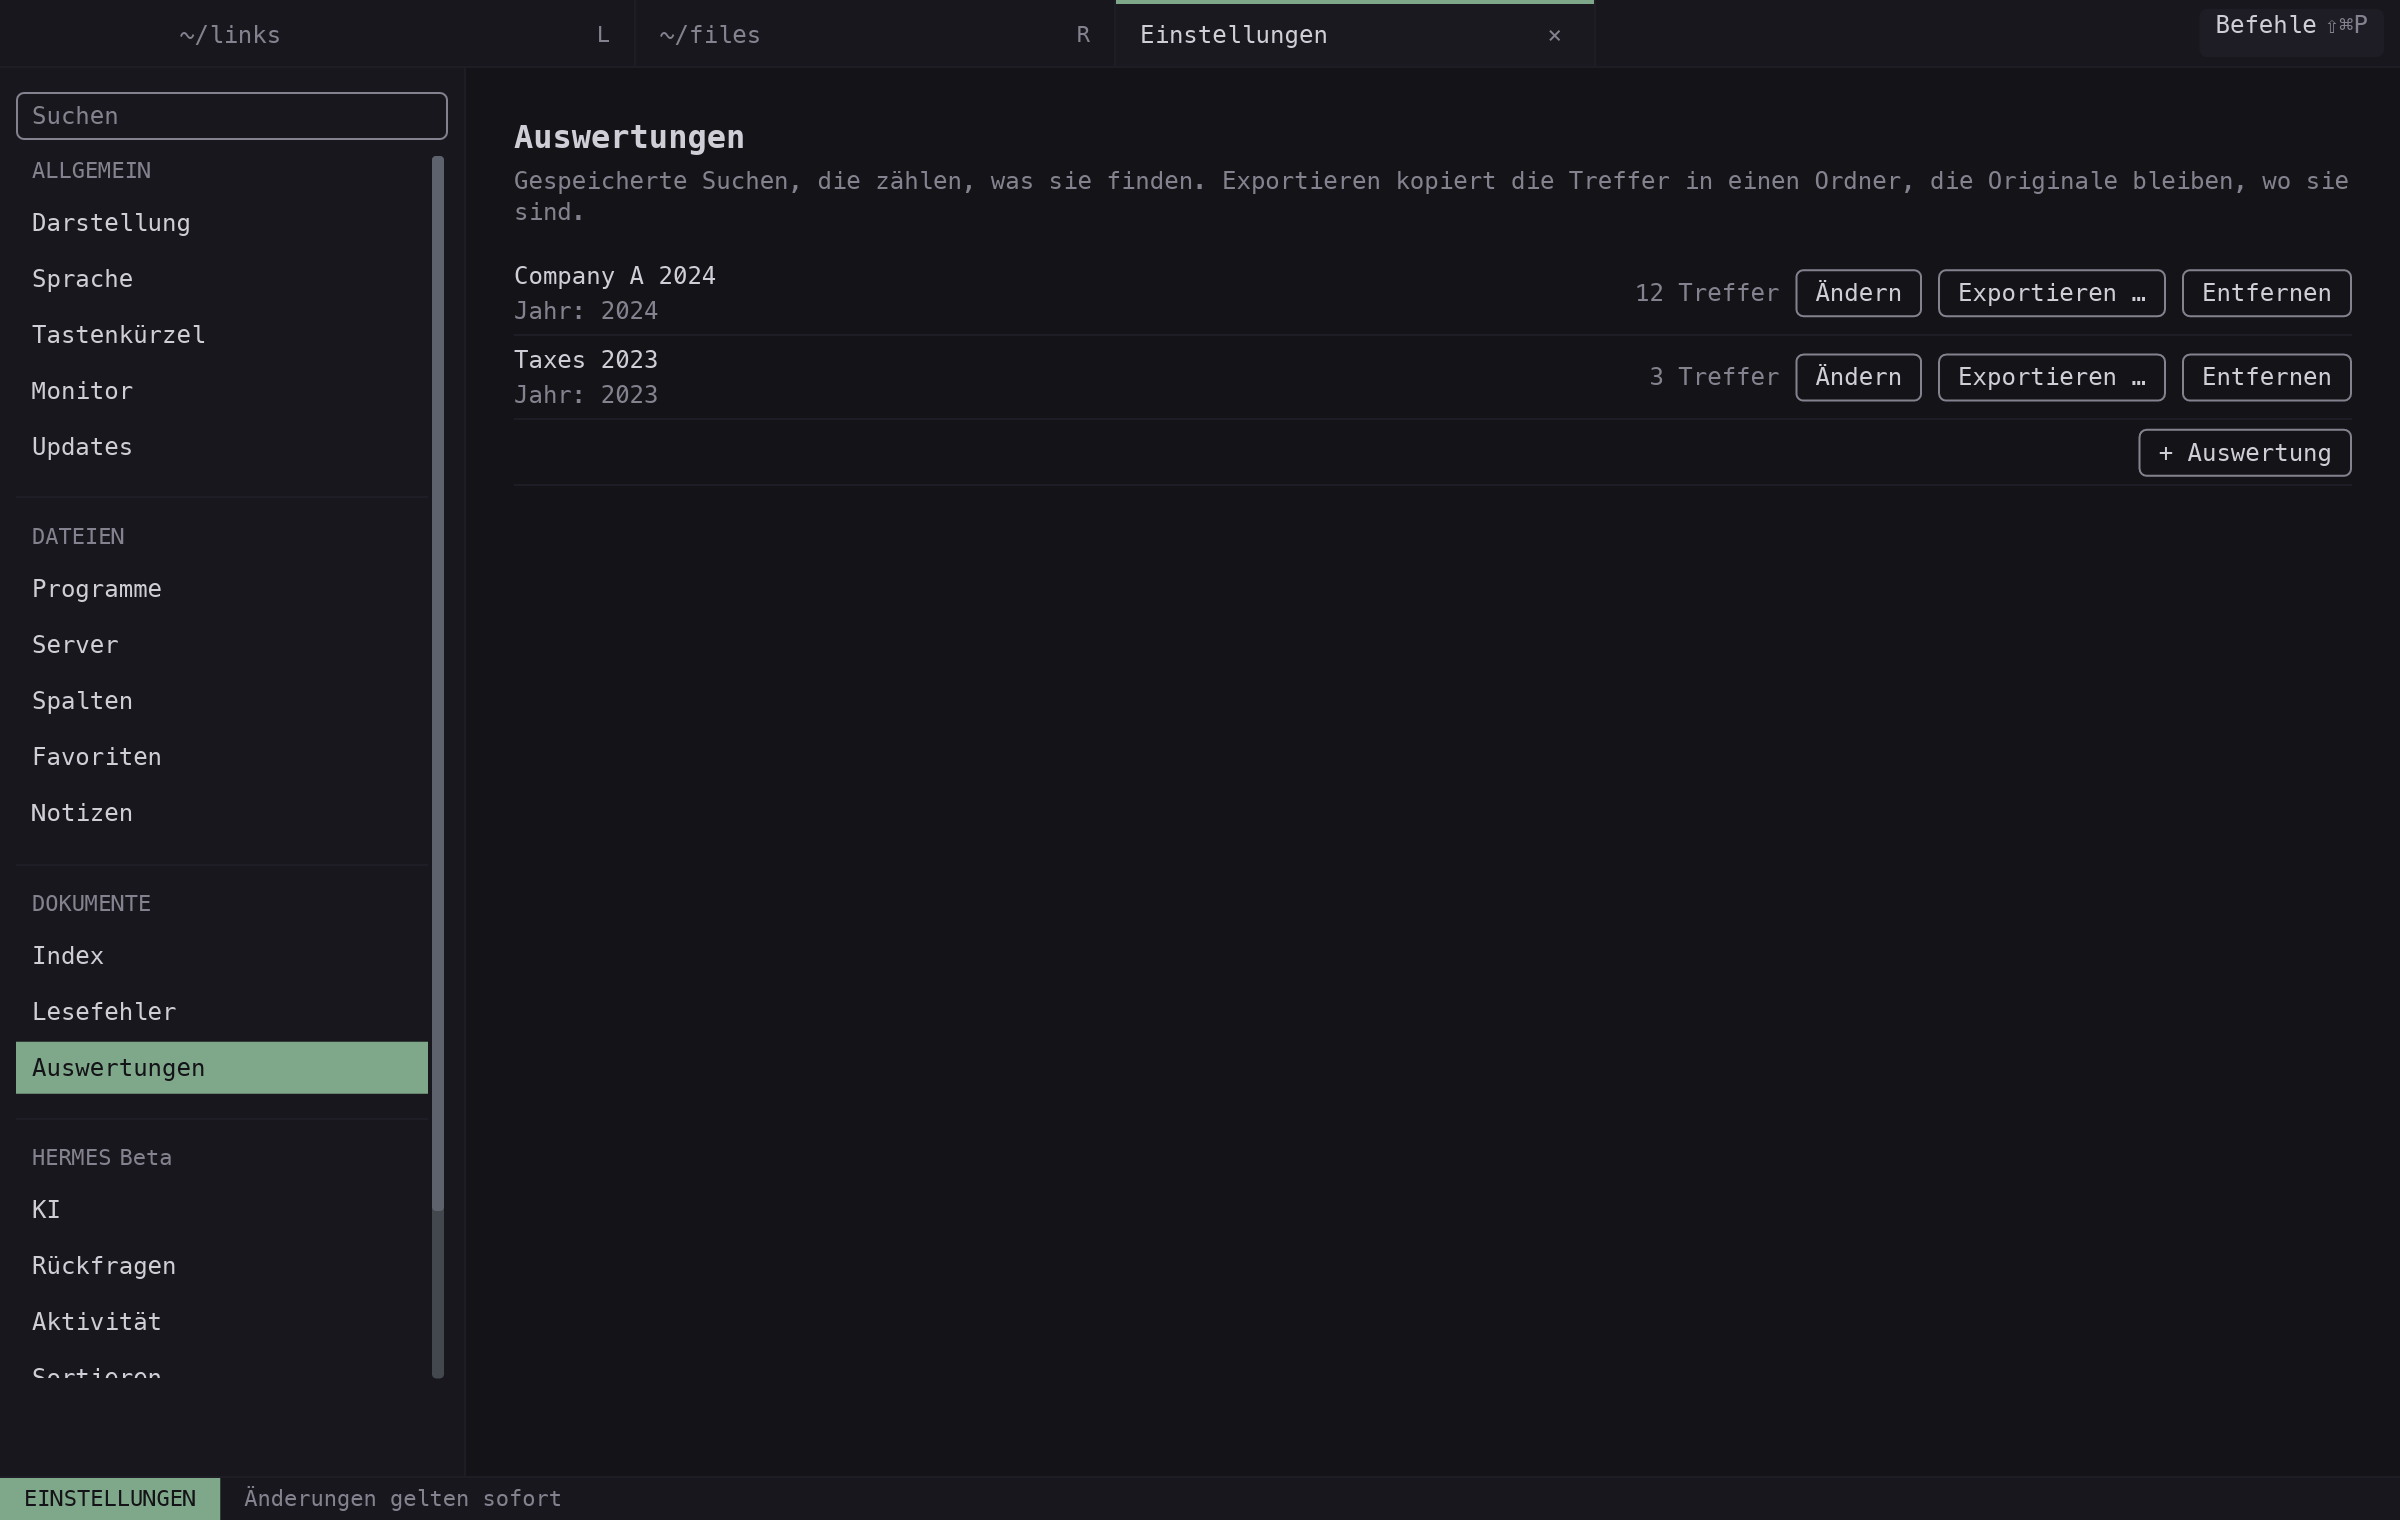 ~/links L ~/files R Einstellungen × Befehle ⇧⌘P
Suchen
ALLGEMEIN
Darstellung
Sprache
Tastenkürzel
Monitor
Updates
DATEIEN
Programme
Server
Spalten
Favoriten
Notizen
DOKUMENTE
Index
Lesefehler
Auswertungen
HERMES Beta
KI
Rückfragen
Aktivität
Sortieren
Auswertungen
Gespeicherte Suchen, die zählen, was sie finden. Exportieren kopiert die Treffer in einen Ordner, die Originale bleiben, wo sie
sind.
Company A 2024
Jahr: 2024
12 Treffer Ändern Exportieren … Entfernen
Taxes 2023
Jahr: 2023
3 Treffer Ändern Exportieren … Entfernen
+ Auswertung
EINSTELLUNGEN Änderungen gelten sofort